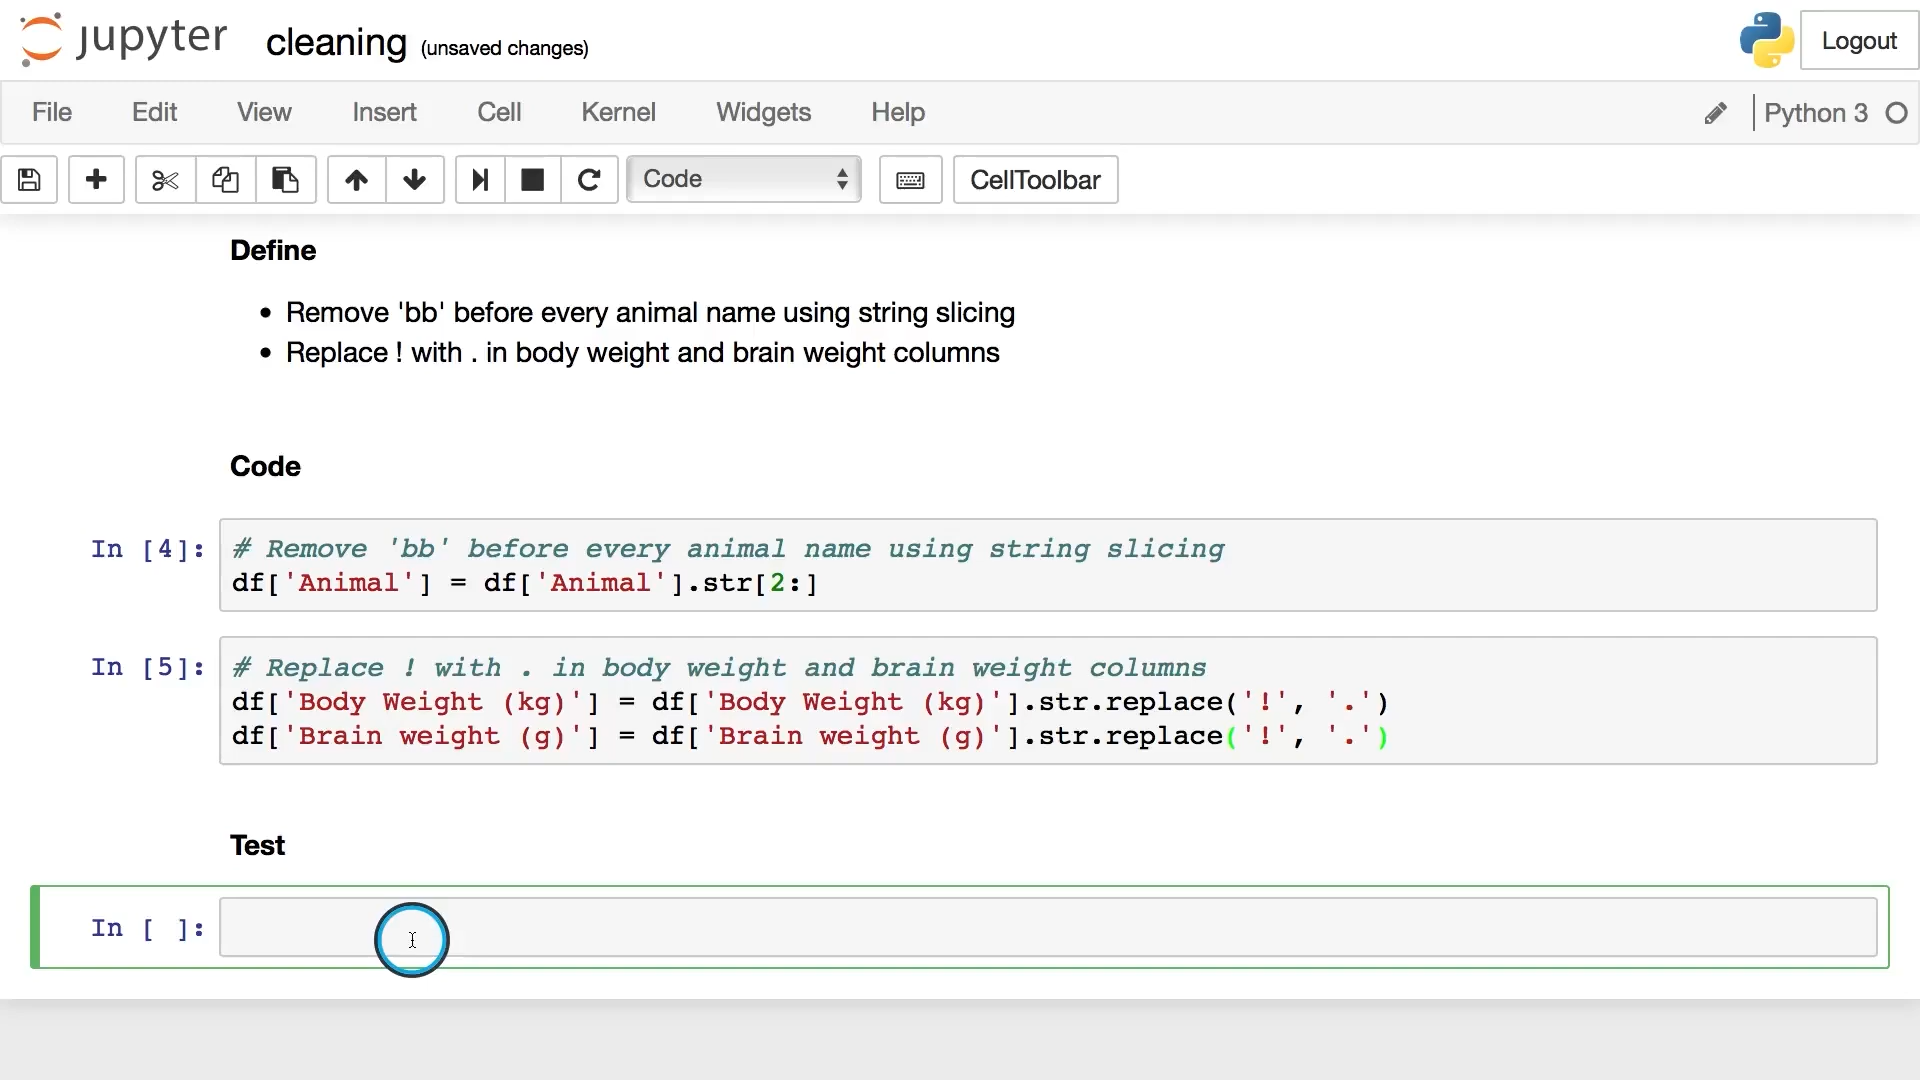 jupyter cleaning (unsaved changes) Logout
File Edit View Insert Cell Kernel Widgets Help Python 3
Code CellToolbar
Define
• Remove 'bb' before every animal name using string slicing
• Replace ! with . in body weight and brain weight columns
Code
In [4]: # Remove 'bb' before every animal name using string slicing
df['Animal'] = df['Animal'].str[2:]
In [5]: # Replace ! with . in body weight and brain weight columns
df['Body Weight (kg)'] = df['Body Weight (kg)'].str.replace('!', '.')
df['Brain weight (g)'] = df['Brain weight (g)'].str.replace('!', '.')
Test
In [ ]: